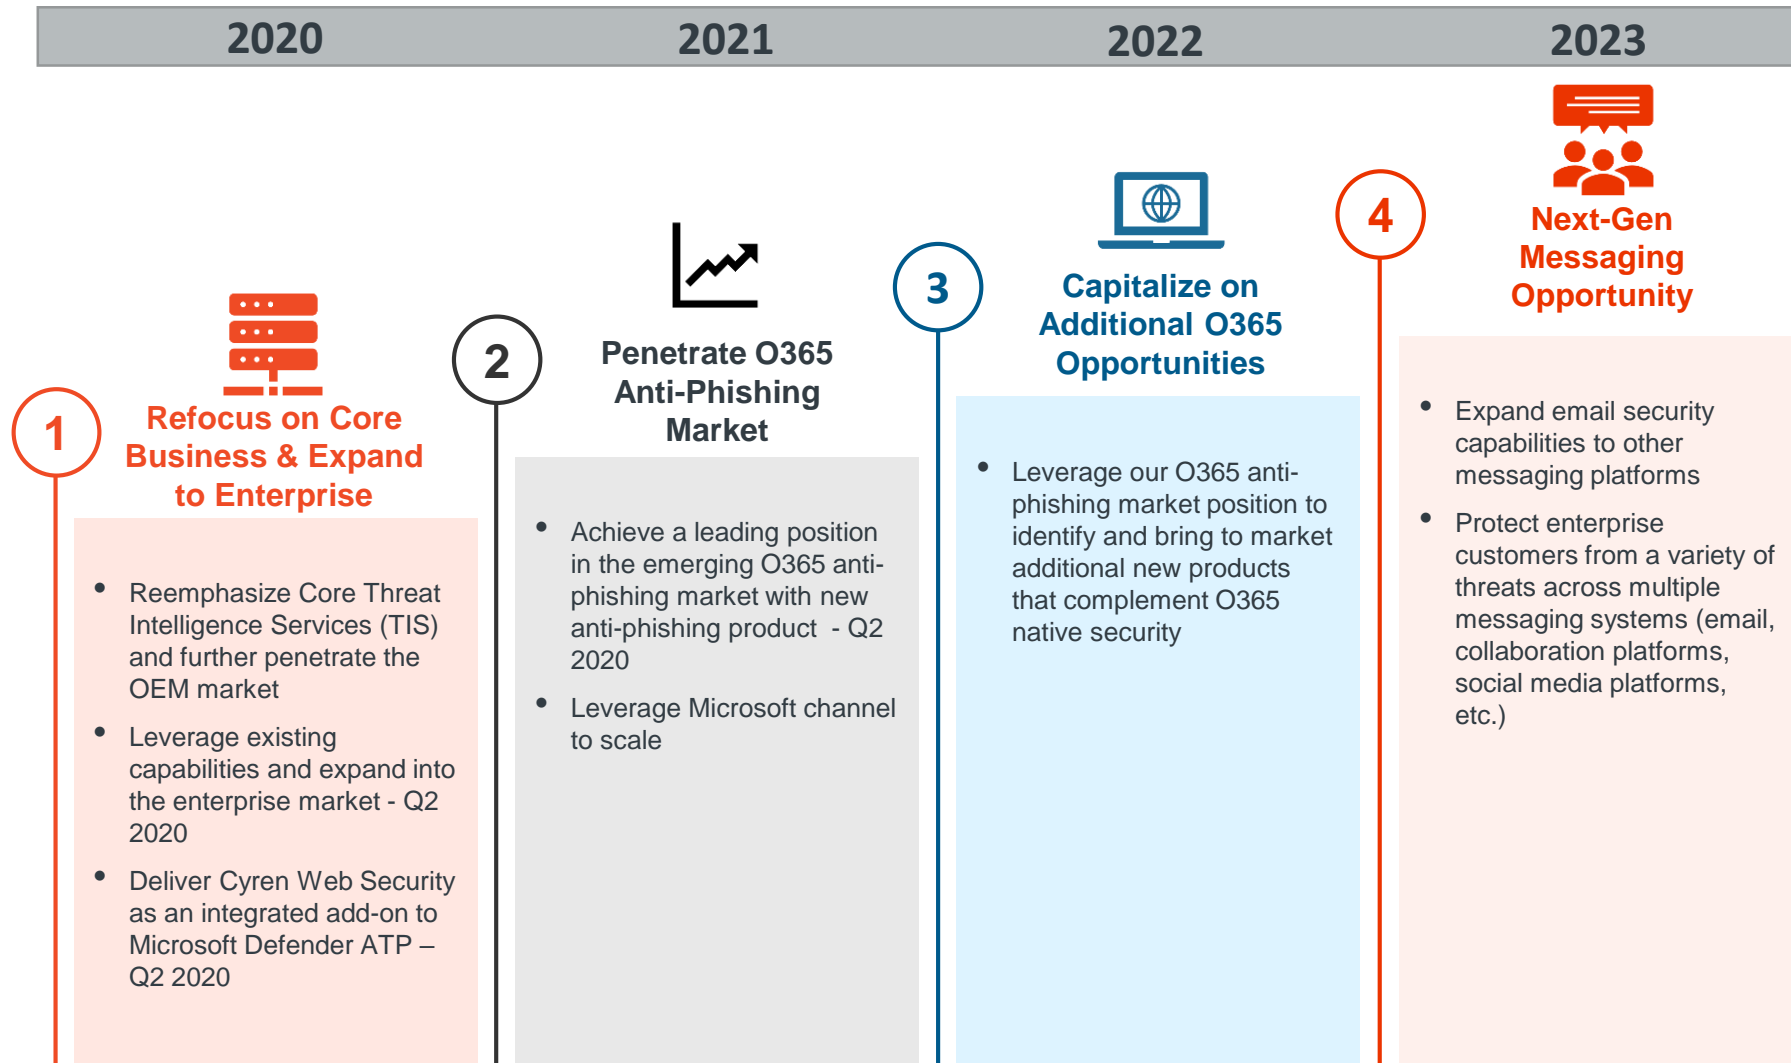 2020
2021
2022
2023
1
Refocus on Core
Business & Expand
to Enterprise
• Reemphasize Core Threat
Intelligence Services (TIS)
and further penetrate the
OEM market
• Leverage existing
capabilities and expand into
the enterprise market - Q2
2020
• Deliver Cyren Web Security
as an integrated add-on to
Microsoft Defender ATP –
Q2 2020
2
Penetrate O365
Anti-Phishing
Market
• Achieve a leading position
in the emerging O365 anti-
phishing market with new
anti-phishing product  - Q2
2020
• Leverage Microsoft channel
to scale
3
Capitalize on
Additional O365
Opportunities
• Leverage our O365 anti-
phishing market position to
identify and bring to market
additional new products
that complement O365
native security
4
Next-Gen
Messaging
Opportunity
• Expand email security
capabilities to other
messaging platforms
• Protect enterprise
customers from a variety of
threats across multiple
messaging systems (email,
collaboration platforms,
social media platforms,
etc.)